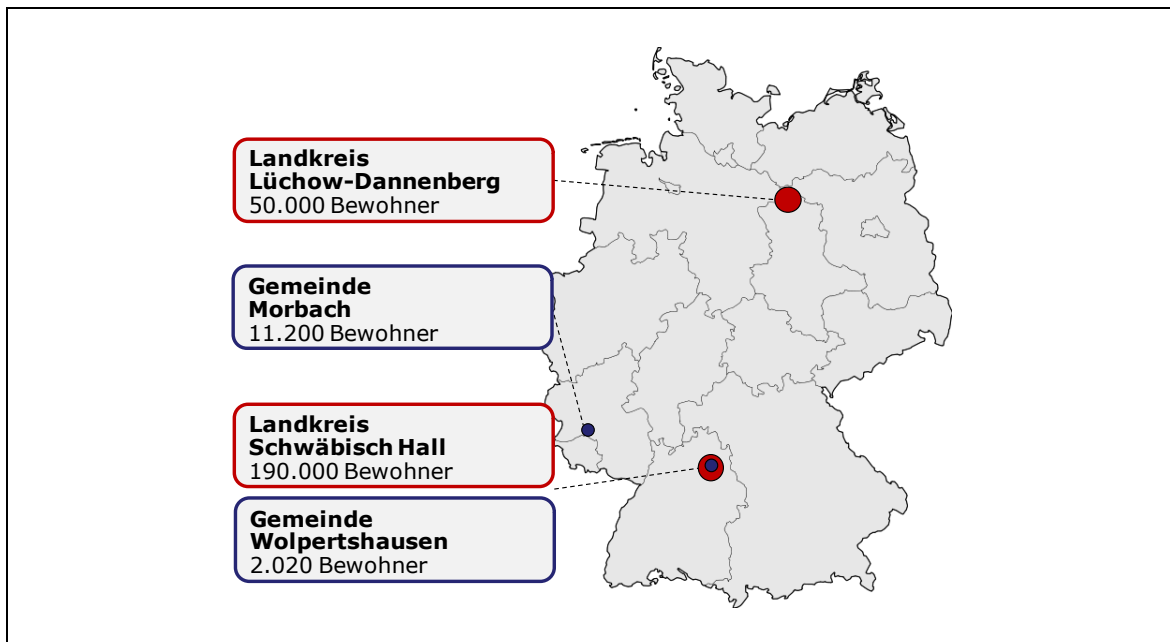 Landkreis
Lüchow-Dannenberg
50.000 Bewohner
Gemeinde
Morbach
11.200 Bewohner
Landkreis
Schwäbisch Hall
190.000 Bewohner
Gemeinde
Wolpertshausen
2.020 Bewohner